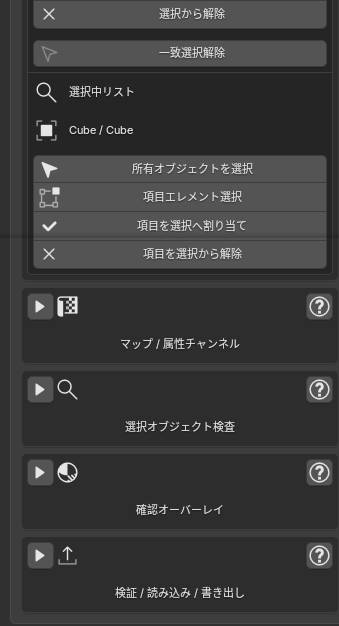 選択から解除
一致選択解除
選択中リスト
Cube / Cube
所有オブジェクトを選択
項目エレメント選択
項目を選択へ割り当て
項目を選択から解除
マップ / 属性チャンネル
選択オブジェクト検査
確認オーバーレイ
検証 / 読み込み / 書き出し